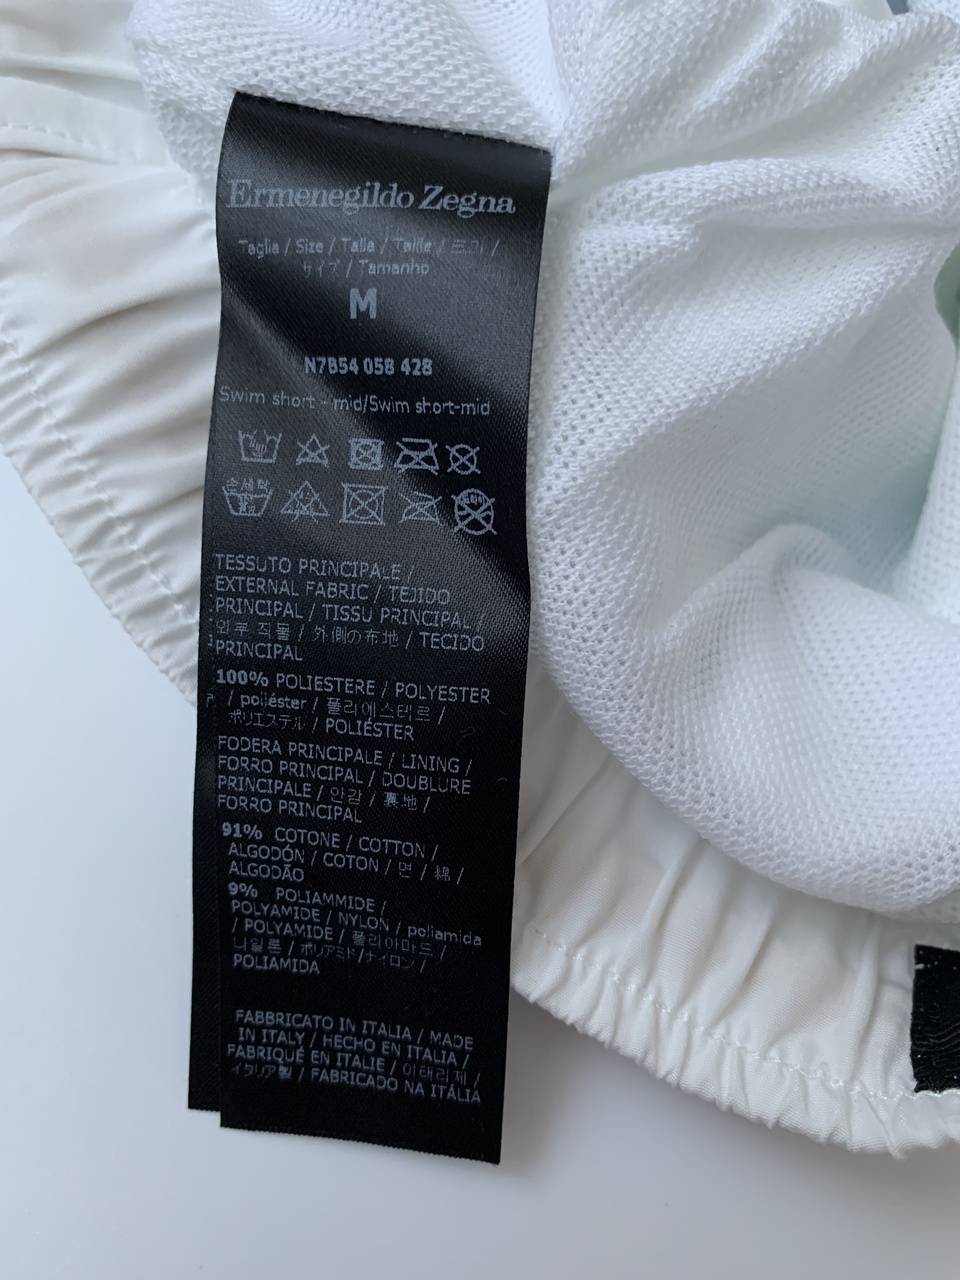 Ermenegildo Zegna
Taglia / Size / Talla / Taille / 크기 /
サイズ / Tamanho
M
N7B54 058 428
Swim short - mid/Swim short-mid
손세탁
TESSUTO PRINCIPALE /
EXTERNAL FABRIC / TEJIDO
PRINCIPAL / TISSU PRINCIPAL /
외부 직물 / 外側の布地 / TECIDO
PRINCIPAL
100% POLIESTERE / POLYESTER
/ poliéster / 폴리에스테르 /
ポリエステル / POLIÉSTER
FODERA PRINCIPALE / LINING /
FORRO PRINCIPAL / DOUBLURE
PRINCIPALE / 안감 / 裏地 /
FORRO PRINCIPAL
91% COTONE / COTTON /
ALGODÓN / COTON / 면 / 綿 /
ALGODÃO
9% POLIAMMIDE /
POLYAMIDE / NYLON / poliamida
/ POLYAMIDE / 폴리아마드 /
나일론 / ポリアミド/ナイロン /
POLIAMIDA
FABBRICATO IN ITALIA / MADE
IN ITALY / HECHO EN ITALIA /
FABRIQUÉ EN ITALIE / 이태리제 /
イタリア製 / FABRICADO NA ITÁLIA